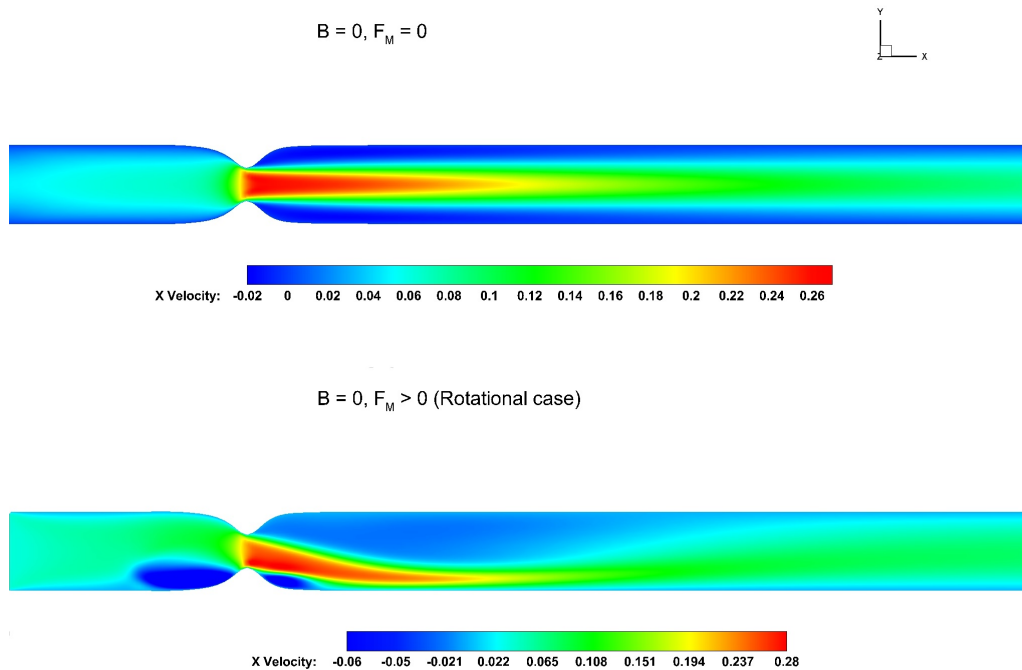 B = 0, F_M = 0
Y
Z X
X Velocity: -0.02 0 0.02 0.04 0.06 0.08 0.1 0.12 0.14 0.16 0.18 0.2 0.22 0.24 0.26
B = 0, F_M > 0 (Rotational case)
X Velocity: -0.06 -0.05 -0.021 0.022 0.065 0.108 0.151 0.194 0.237 0.28